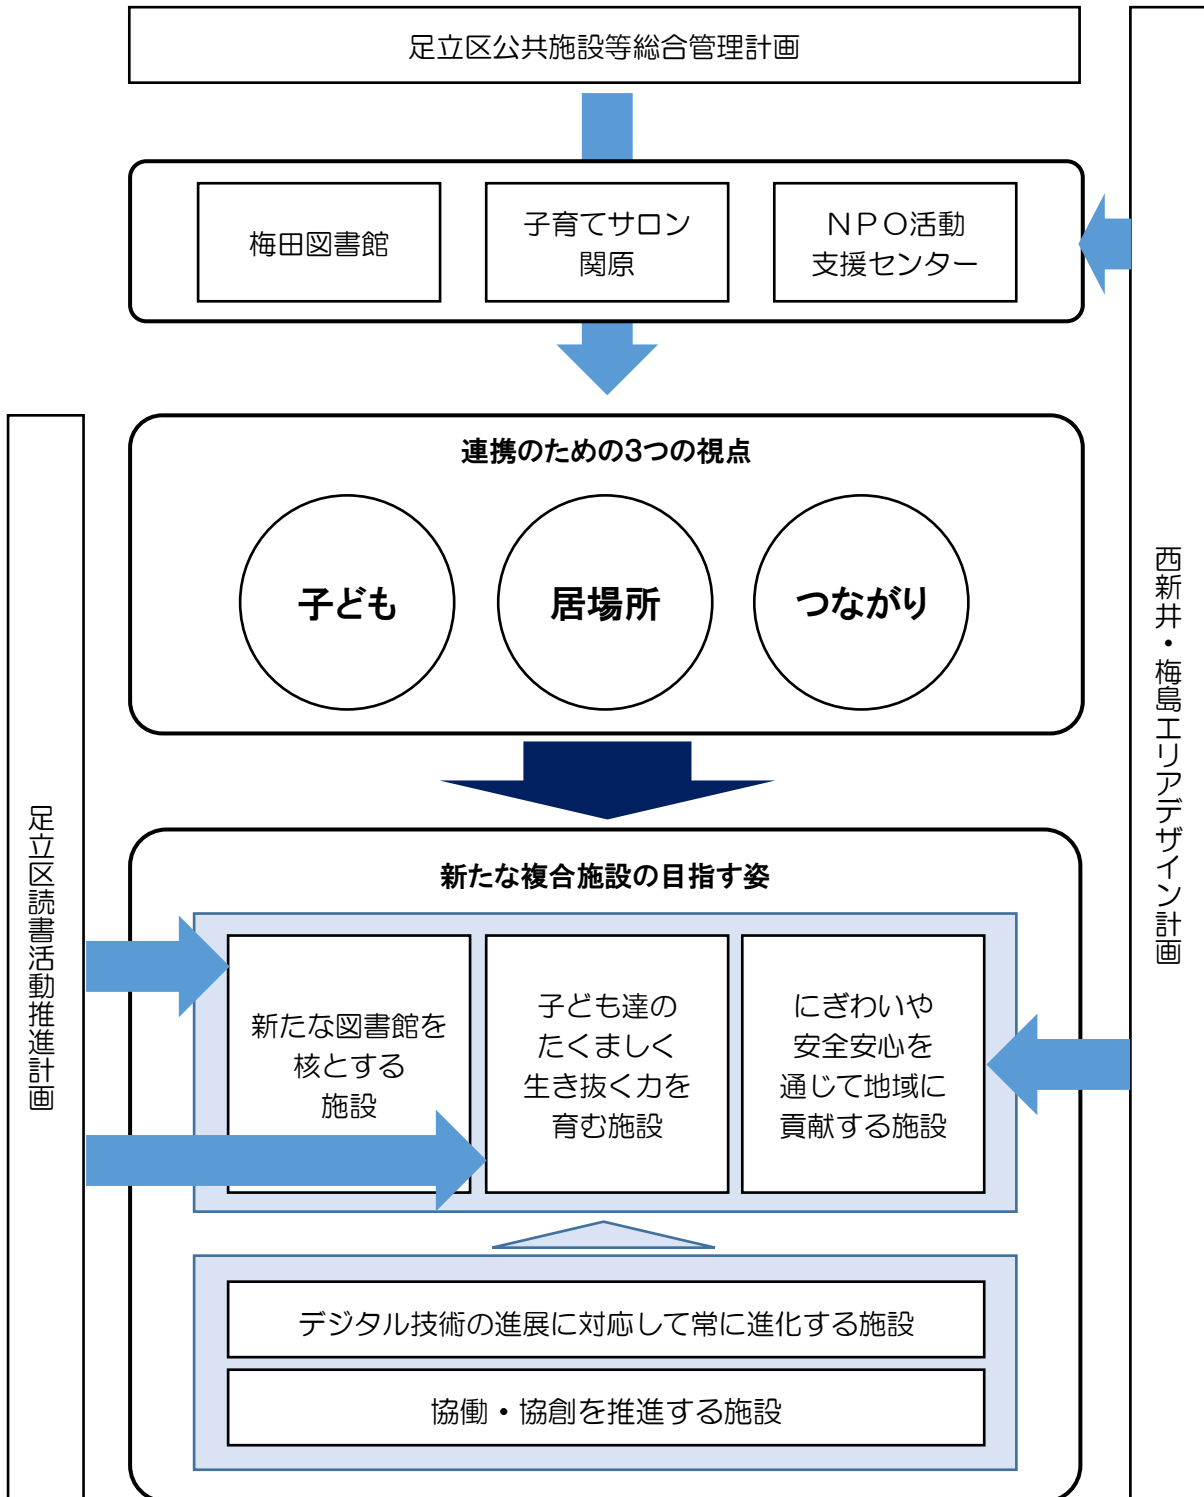 足立区公共施設等総合管理計画
梅田図書館
子育てサロン
関原
ＮＰＯ活動
支援センター
連携のための3つの視点
子ども
居場所
つながり
西新井・梅島エリアデザイン計画
足立区読書活動推進計画
新たな複合施設の目指す姿
新たな図書館を
核とする
施設
子ども達の
たくましく
生き抜く力を
育む施設
にぎわいや
安全安心を
通じて地域に
貢献する施設
デジタル技術の進展に対応して常に進化する施設
協働・協創を推進する施設